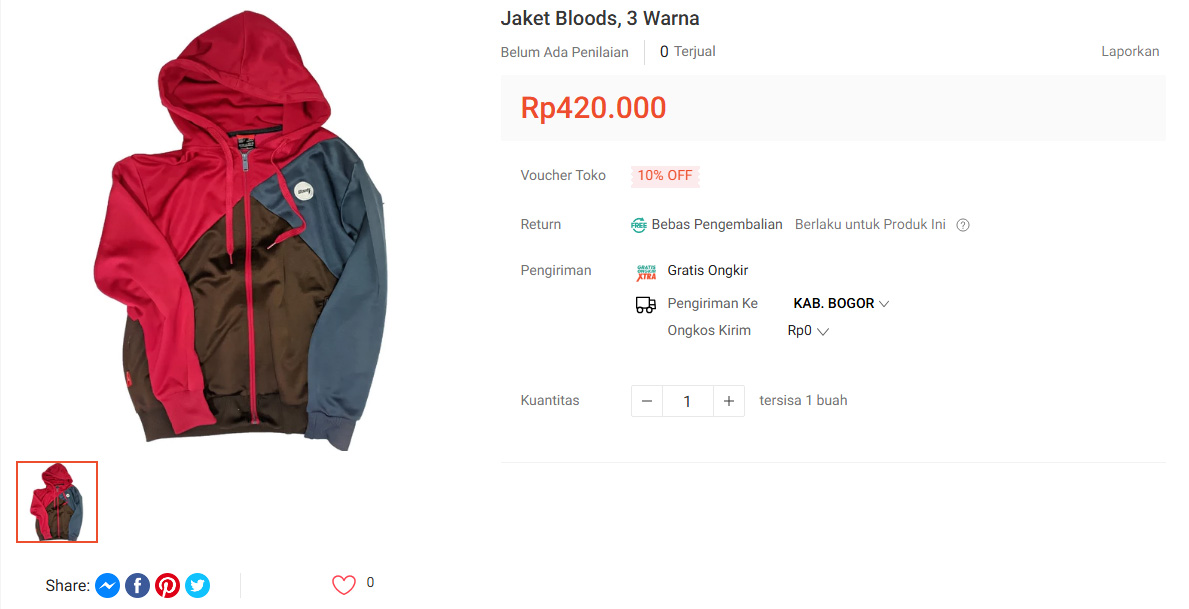 Jaket Bloods, 3 Warna
Belum Ada Penilaian 0 Terjual Laporkan
Rp420.000
Voucher Toko 10% OFF
Return FREE Bebas Pengembalian Berlaku untuk Produk Ini ?
Pengiriman GRATIS ONGKIR XTRA Gratis Ongkir
Pengiriman Ke KAB. BOGOR
Ongkos Kirim Rp0
Kuantitas − 1 + tersisa 1 buah
Share: 0